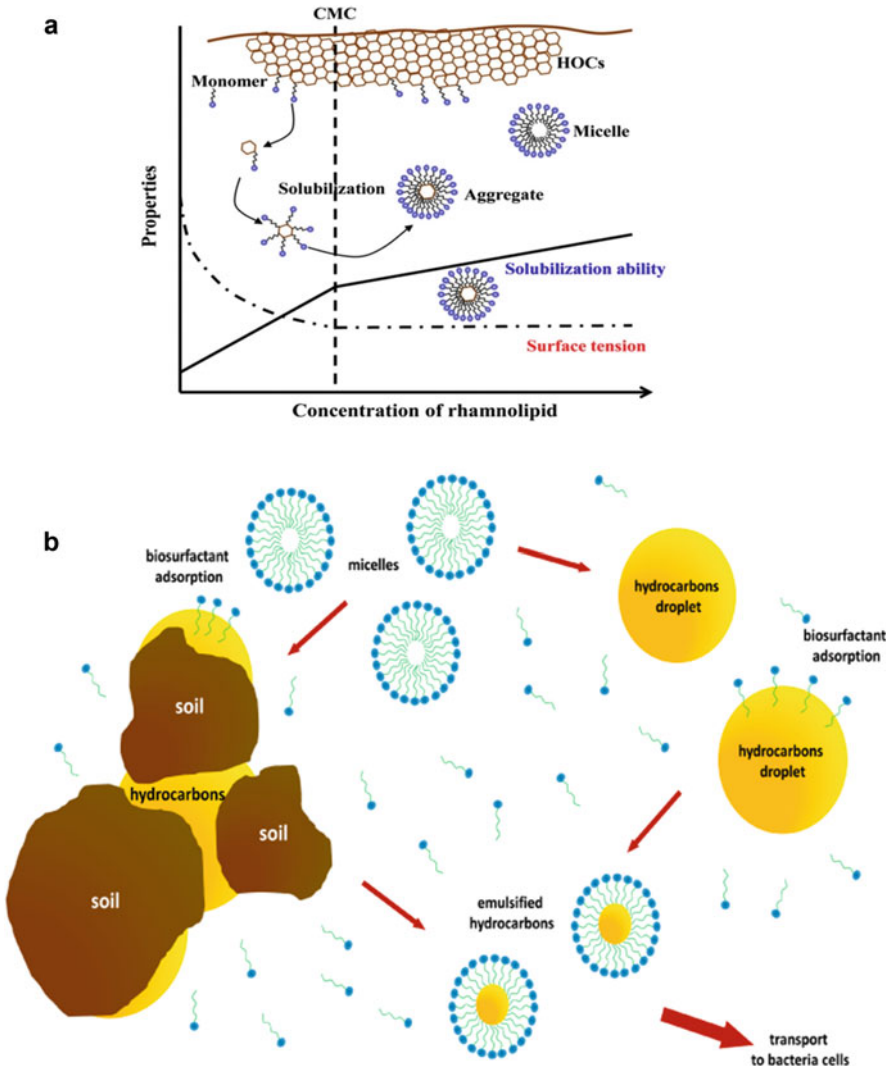 a
CMC
HOCs
Monomer
Micelle
Solubilization
Aggregate
Properties
Solubilization ability
Surface tension
Concentration of rhamnolipid
b
biosurfactant
adsorption
micelles
hydrocarbons
droplet
biosurfactant
adsorption
soil
hydrocarbons
droplet
hydrocarbons
soil
soil
emulsified
hydrocarbons
transport
to bacteria cells